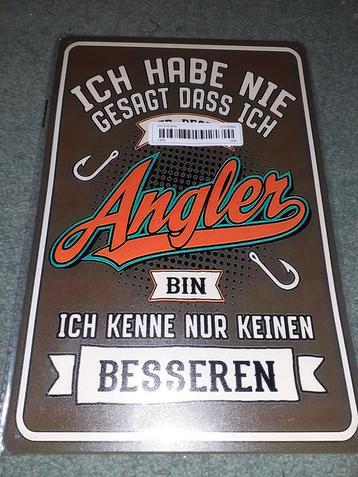 ICH HABE NIE
GESAGT DASS ICH
Angler
BIN
ICH KENNE NUR KEINEN
BESSEREN